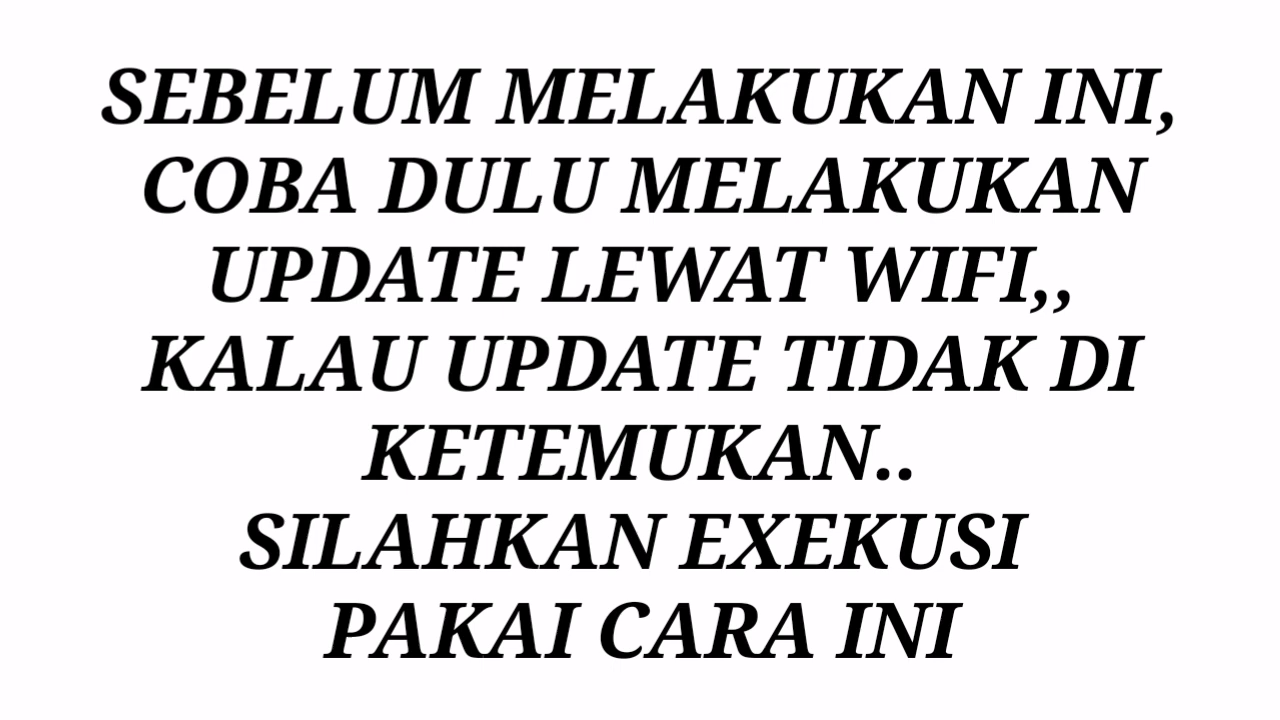 SEBELUM MELAKUKAN INI,
COBA DULU MELAKUKAN
UPDATE LEWAT WIFI,,
KALAU UPDATE TIDAK DI
KETEMUKAN..
SILAHKAN EXEKUSI
PAKAI CARA INI